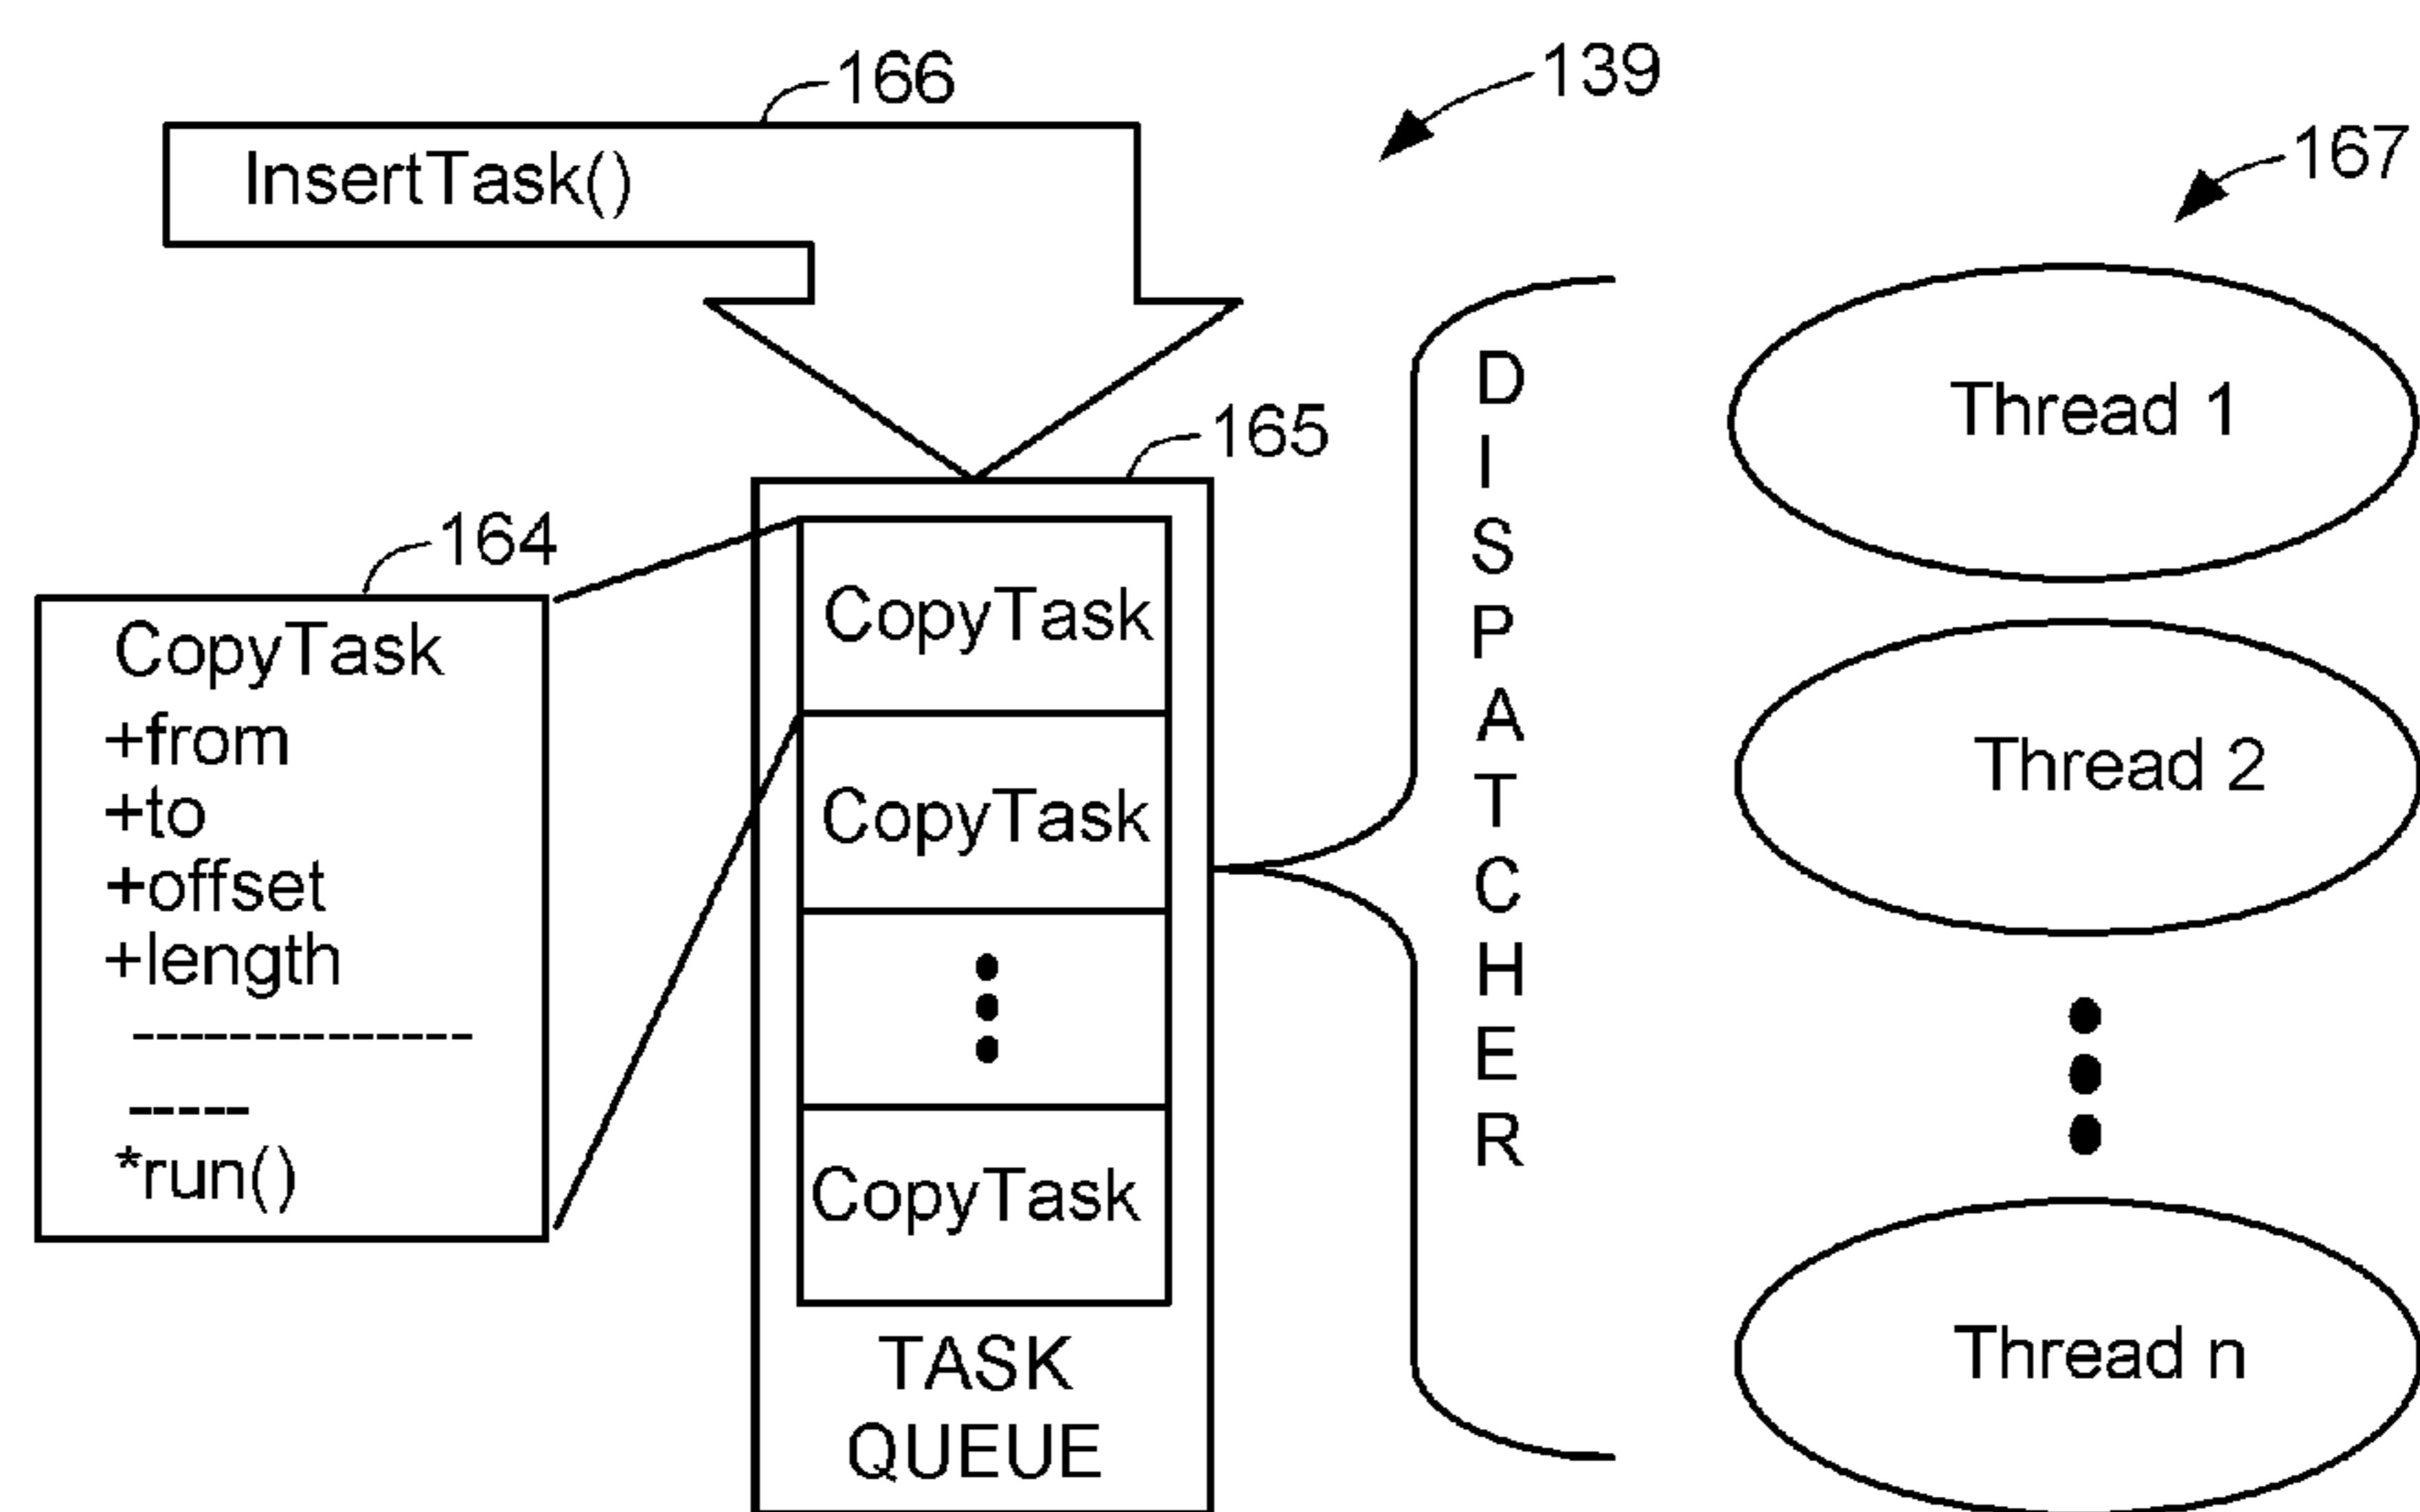 166
InsertTask()
139
167
165
164
CopyTask
+from
+to
+offset
+length
--------------
-----
*run()
CopyTask
CopyTask
CopyTask
TASK
QUEUE
DISPATCHER
Thread 1
Thread 2
Thread n